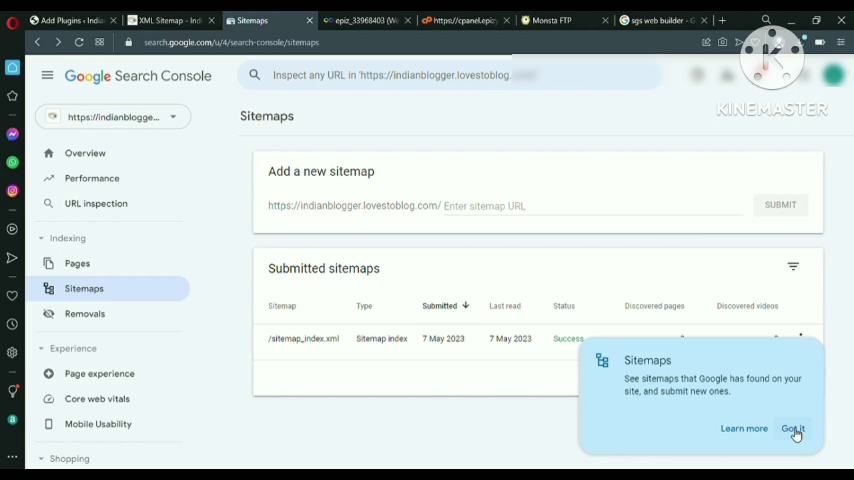 Add Plugins ‹ Indian
XML Sitemap - Indi
Sitemaps
epiz_33968403 (We
https://cpanel.epiz
Monsta FTP
sgs web builder - G
search.google.com/u/4/search-console/sitemaps
Google Search Console
Inspect any URL in 'https://indianblogger.lovestoblog.
KINEMASTER
https://indianblogge...
Sitemaps
Overview
Performance
URL inspection
Indexing
Pages
Sitemaps
Removals
Experience
Page experience
Core web vitals
Mobile Usability
Shopping
Add a new sitemap
https://indianblogger.lovestoblog.com/ Enter sitemap URL
SUBMIT
Submitted sitemaps
Sitemap Type Submitted Last read Status Discovered pages Discovered videos
/sitemap_index.xml Sitemap index 7 May 2023 7 May 2023 Success
Sitemaps
See sitemaps that Google has found on your
site, and submit new ones.
Learn more Got it